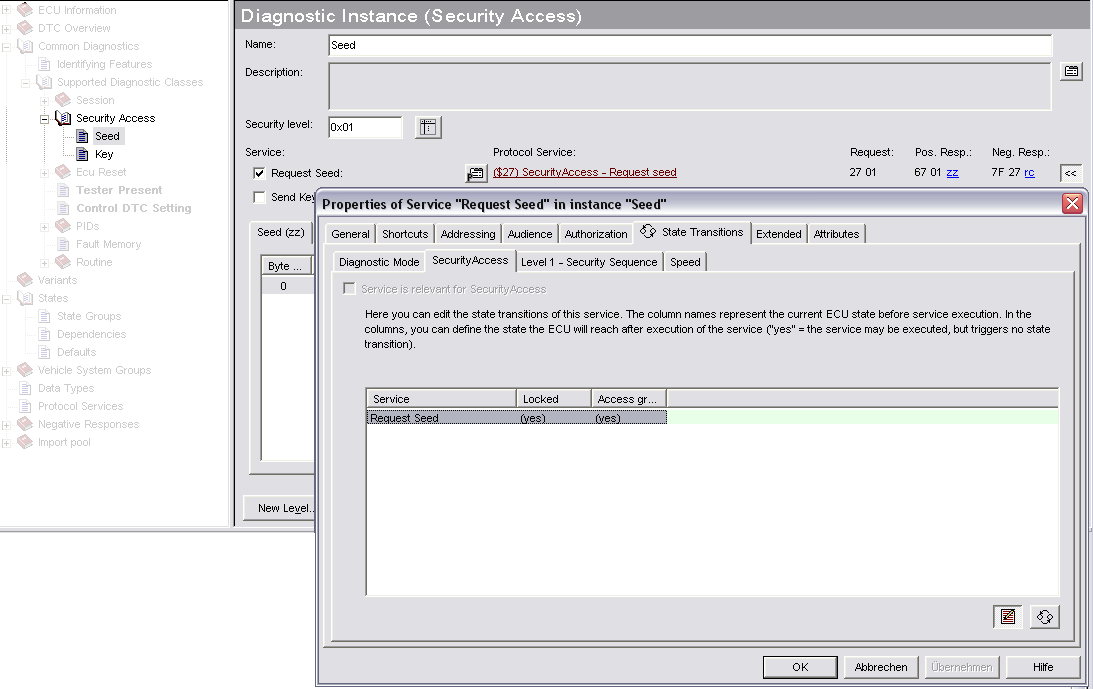 ECU Information
DTC Overview
Common Diagnostics
Identifying Features
Supported Diagnostic Classes
Session
Security Access
Seed
Key
Ecu Reset
Tester Present
Control DTC Setting
PIDs
Fault Memory
Routine
Variants
States
State Groups
Dependencies
Defaults
Vehicle System Groups
Data Types
Protocol Services
Negative Responses
Import pool
Diagnostic Instance (Security Access)
Name: Seed
Description:
Security level: 0x01
Service: Protocol Service: Request: Pos. Resp.: Neg. Resp.:
Request Seed: ($27) SecurityAccess - Request seed 27 01 67 01 zz 7F 27 rc <<
Send Key
Seed (zz)
Byte ...
0
New Level..
Properties of Service "Request Seed" in instance "Seed"
General Shortcuts Addressing Audience Authorization State Transitions Extended Attributes
Diagnostic Mode SecurityAccess Level 1 - Security Sequence Speed
Service is relevant for SecurityAccess
Here you can edit the state transitions of this service. The column names represent the current ECU state before service execution. In the
columns, you can define the state the ECU will reach after execution of the service ("yes" = the service may be executed, but triggers no state
transition).
Service Locked Access gr...
Request Seed (yes) (yes)
OK Abbrechen Übernehmen Hilfe